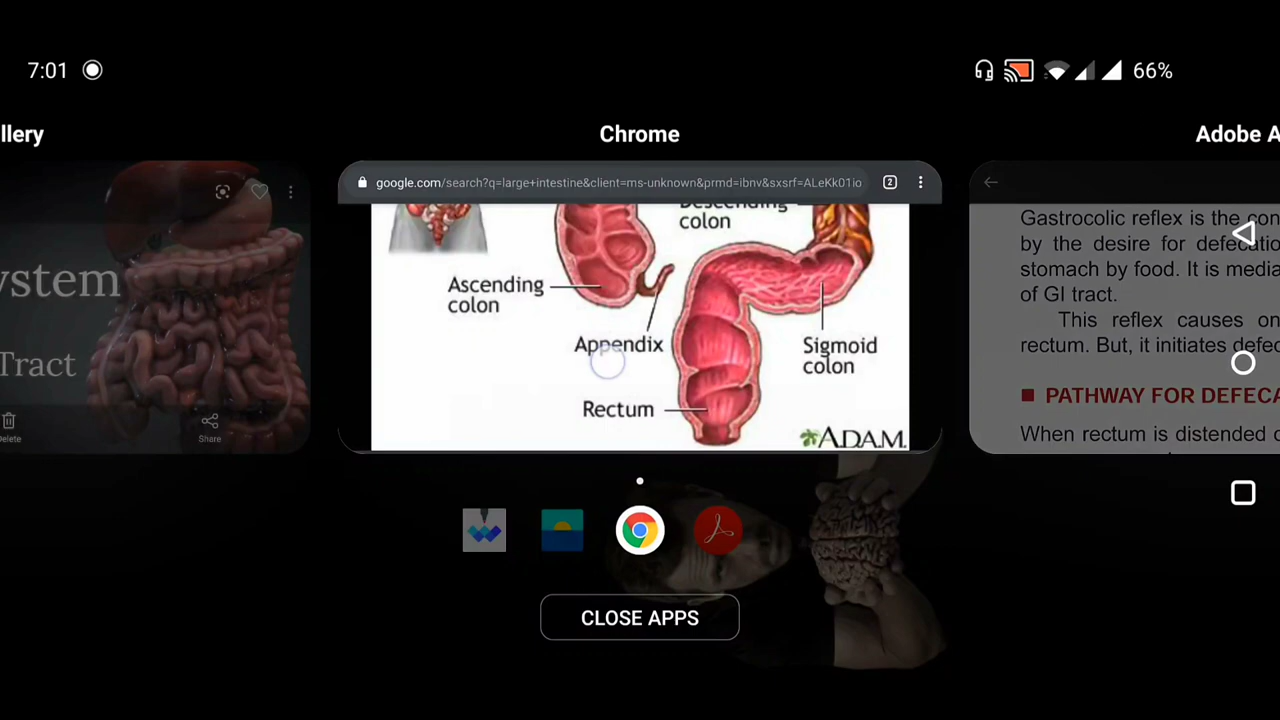 7:01
66%
llery
Chrome
Adobe A
google.com/search?q=large+intestine&client=ms-unknown&prmd=ibnv&sxsrf=ALeKk01io
2
ystem
Tract
Delete
Share
Descending
colon
Ascending
colon
Appendix
Sigmoid
colon
Rectum
A.D.A.M.
Gastrocolic reflex is the con
by the desire for defecatio
stomach by food. It is media
of GI tract.
This reflex causes on
rectum. But, it initiates defec
PATHWAY FOR DEFECA
When rectum is distended
CLOSE APPS